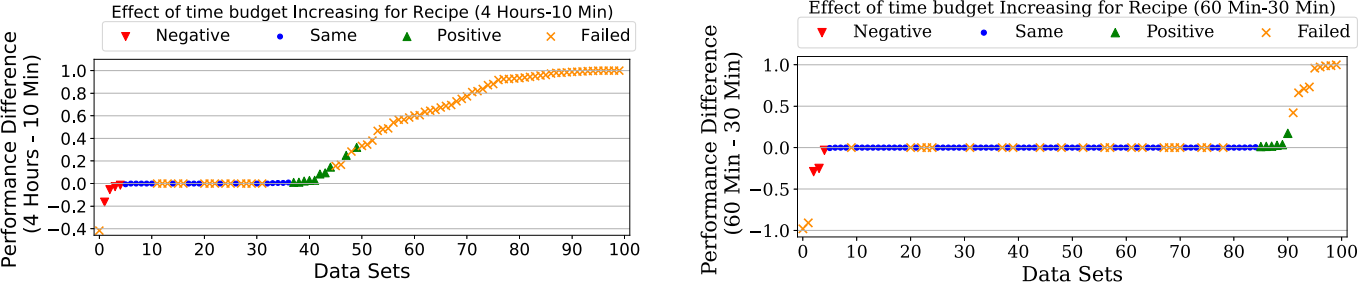 Effect of time budget Increasing for Recipe (4 Hours-10 Min)
Negative Same Positive Failed
Performance Difference
(4 Hours - 10 Min)
1.0
0.8
0.6
0.4
0.2
0.0
−0.2
−0.4
0 10 20 30 40 50 60 70 80 90 100
Data Sets
Effect of time budget Increasing for Recipe (60 Min-30 Min)
Negative Same Positive Failed
Performance Difference
(60 Min - 30 Min)
1.0
0.5
0.0
−0.5
−1.0
0 10 20 30 40 50 60 70 80 90 100
Data Sets